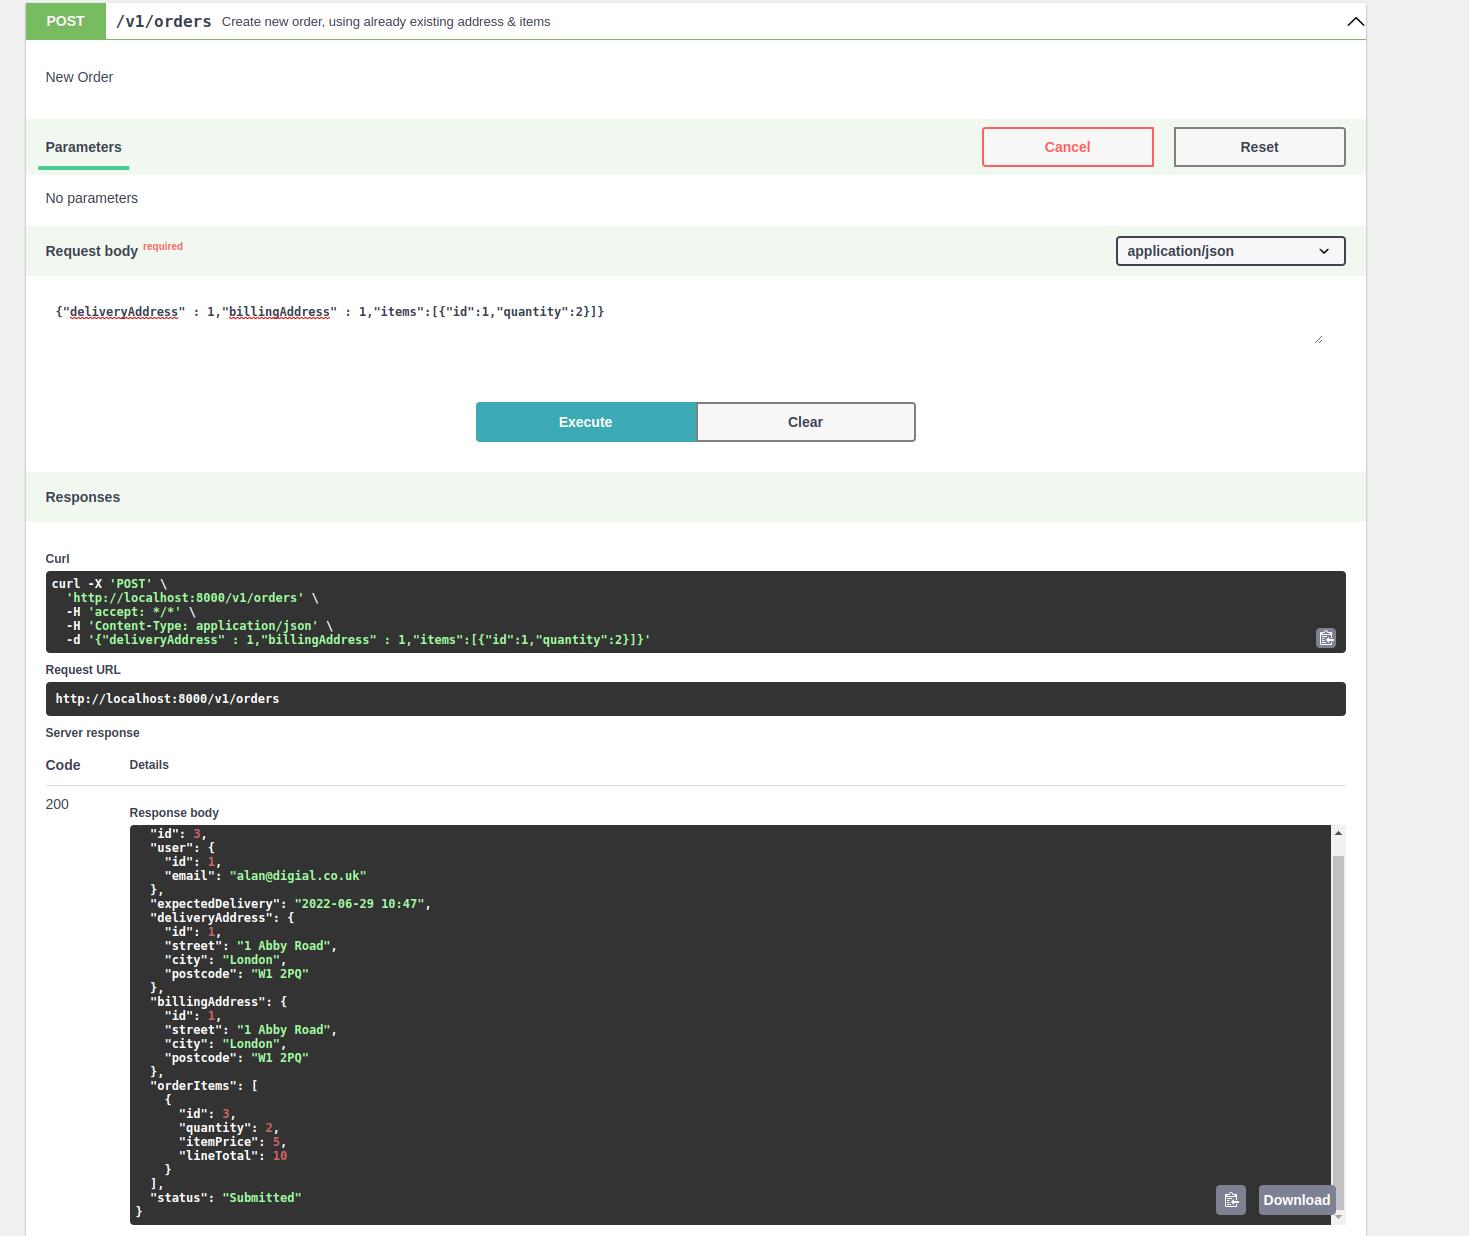 POST /v1/orders Create new order, using already existing address & items
New Order
Parameters Cancel Reset
No parameters
Request body required application/json
{"deliveryAddress" : 1,"billingAddress" : 1,"items":[{"id":1,"quantity":2}]}
Execute Clear
Responses
Curl
curl -X 'POST' \
'http://localhost:8000/v1/orders' \
-H 'accept: */*' \
-H 'Content-Type: application/json' \
-d '{"deliveryAddress" : 1,"billingAddress" : 1,"items":[{"id":1,"quantity":2}]}'
Request URL
http://localhost:8000/v1/orders
Server response
Code Details
200
Response body
"id": 3,
"user": {
"id": 1,
"email": "alan@digial.co.uk"
},
"expectedDelivery": "2022-06-29 10:47",
"deliveryAddress": {
"id": 1,
"street": "1 Abby Road",
"city": "London",
"postcode": "W1 2PQ"
},
"billingAddress": {
"id": 1,
"street": "1 Abby Road",
"city": "London",
"postcode": "W1 2PQ"
},
"orderItems": [
{
"id": 3,
"quantity": 2,
"itemPrice": 5,
"lineTotal": 10
}
],
"status": "Submitted"
}
Download